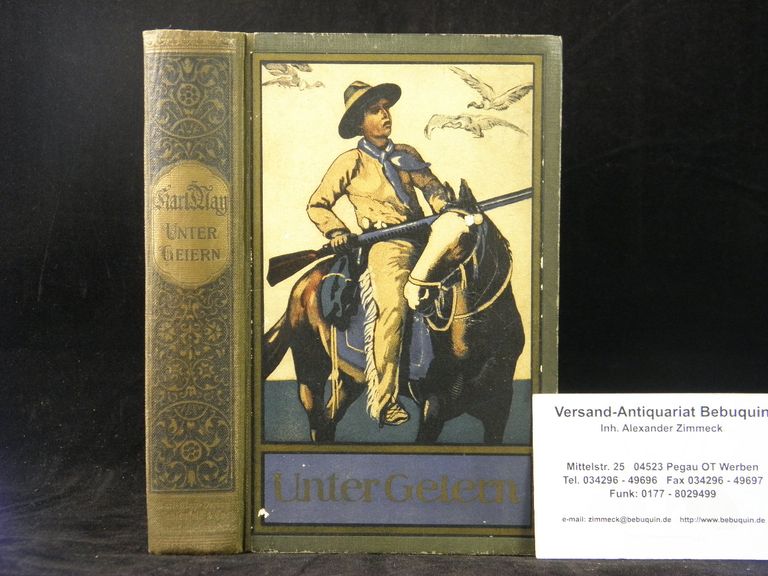 Karl May
UNTER
GEIERN
Unter Geiern
Versand-Antiquariat Bebuquin
Inh. Alexander Zimmeck
Mittelstr. 25 04523 Pegau OT Werben
Tel. 034296 - 49696 Fax 034296 - 49697
Funk: 0177 - 8029499
e-mail: zimmeck@bebuquin.de http://www.bebuquin.de